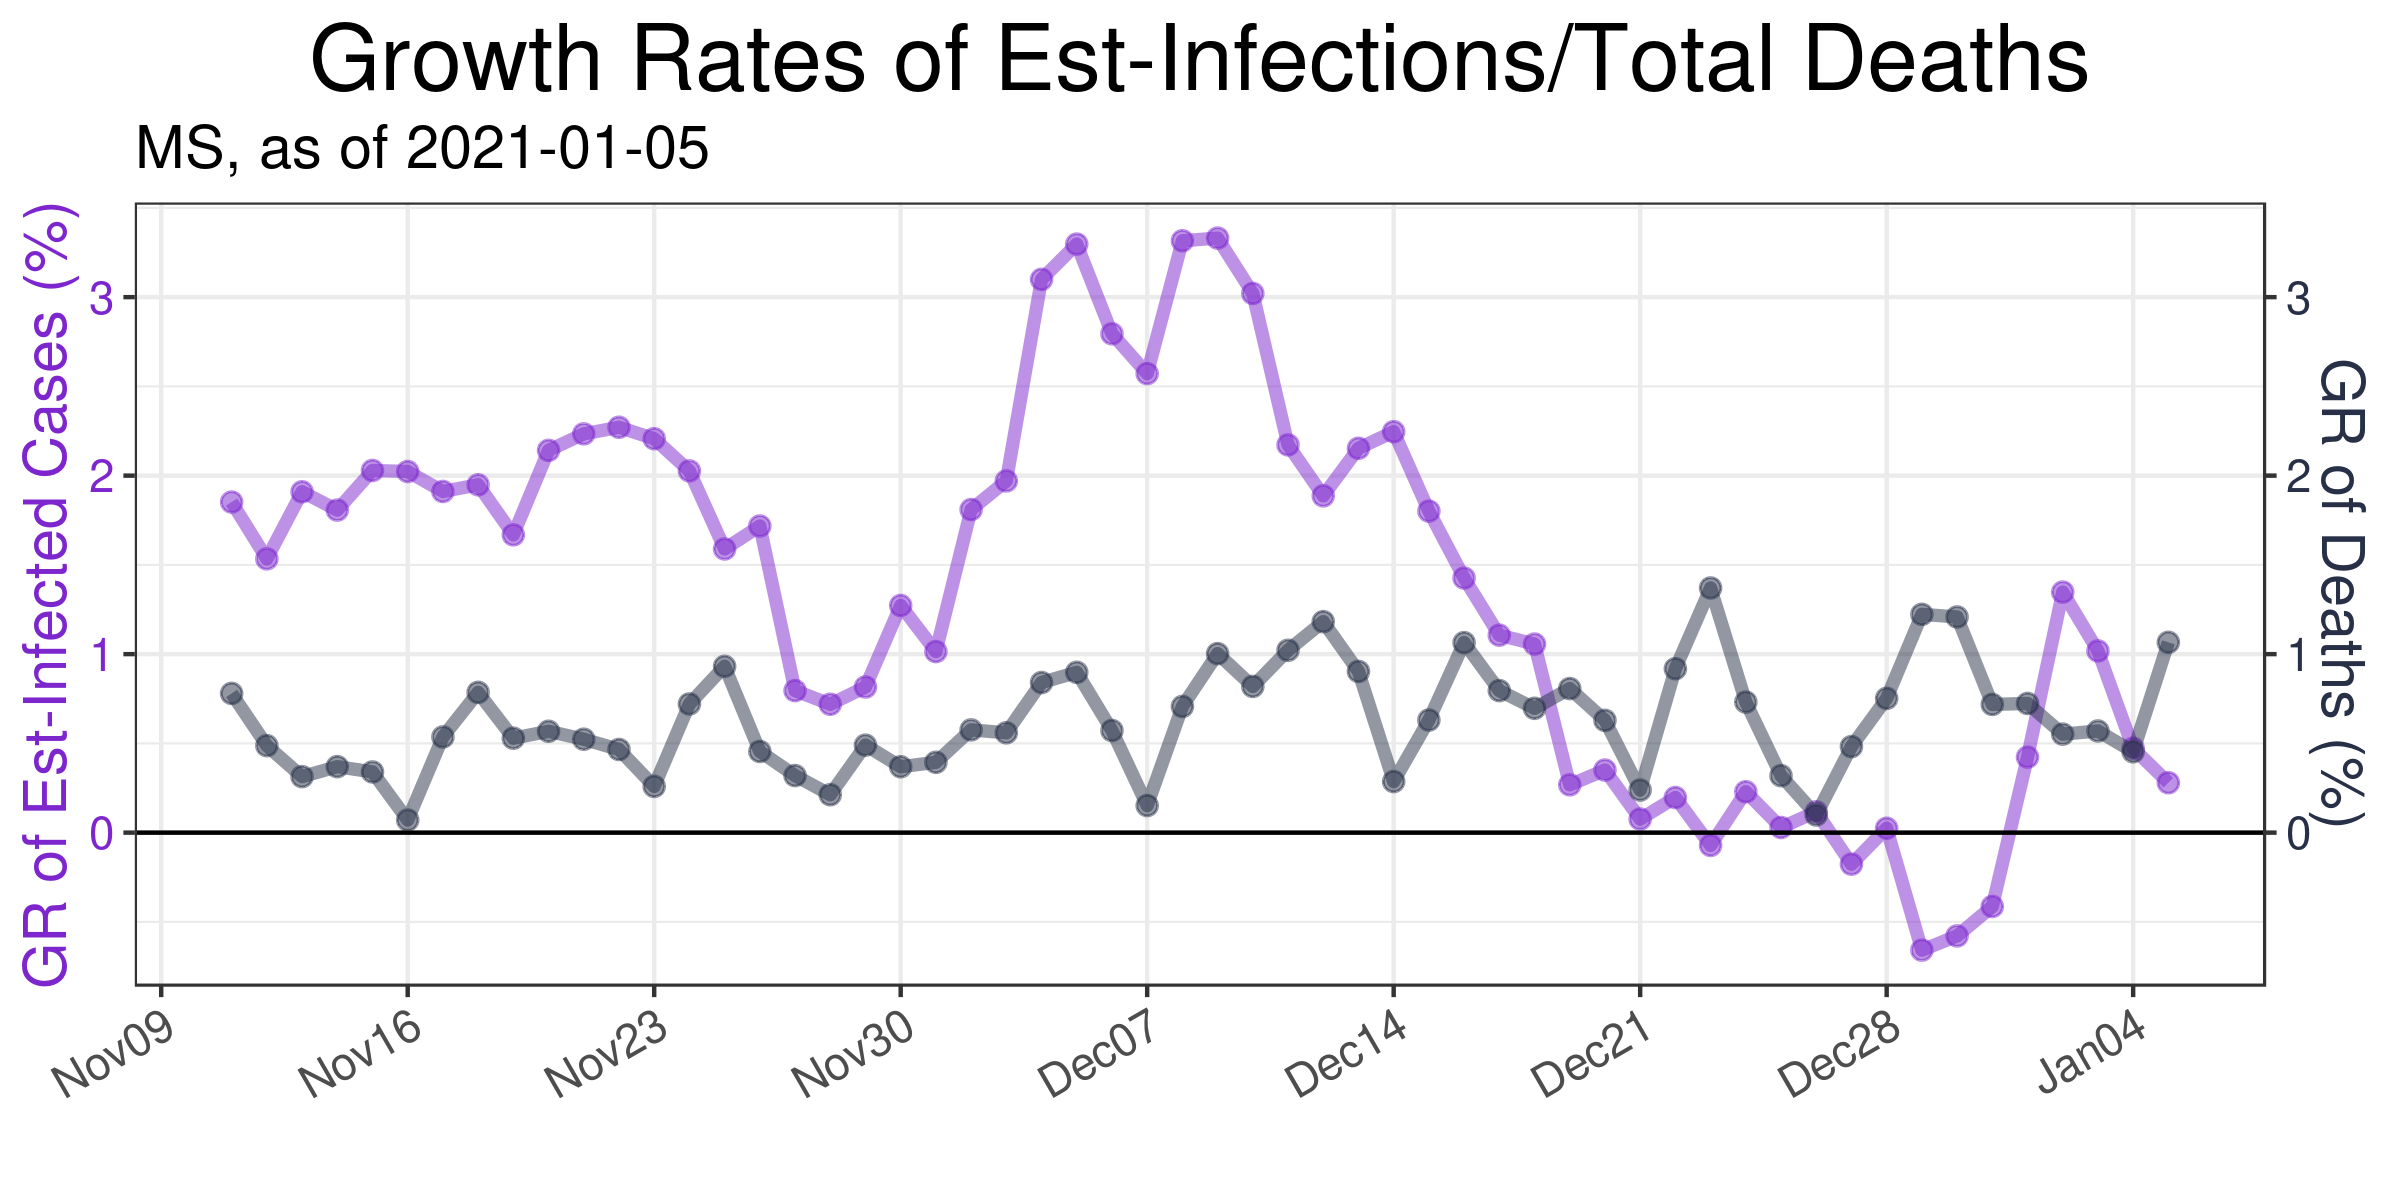 Growth Rates of Est-Infections/Total Deaths
MS, as of 2021-01-05
GR of Est-Infected Cases (%)
3
2
1
0
3
2
1
0
GR of Deaths (%)
Nov09
Nov16
Nov23
Nov30
Dec07
Dec14
Dec21
Dec28
Jan04